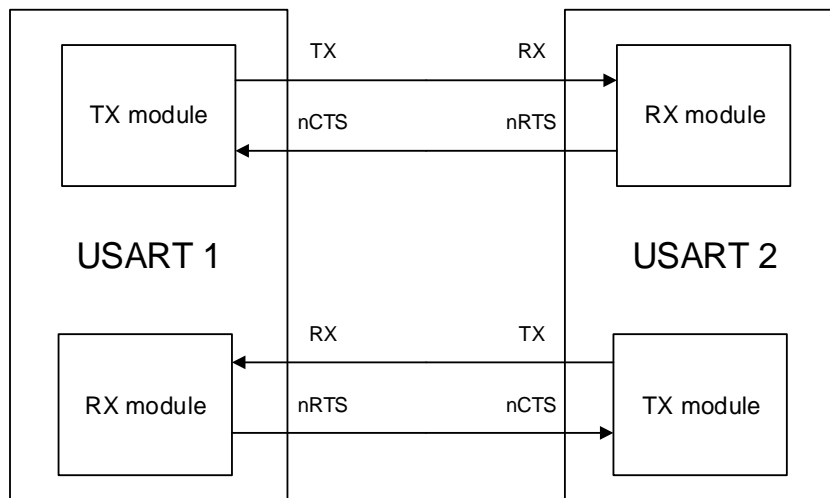 TX RX
TX module RX module
nCTS nRTS
USART 1 USART 2
RX TX
RX module TX module
nRTS nCTS